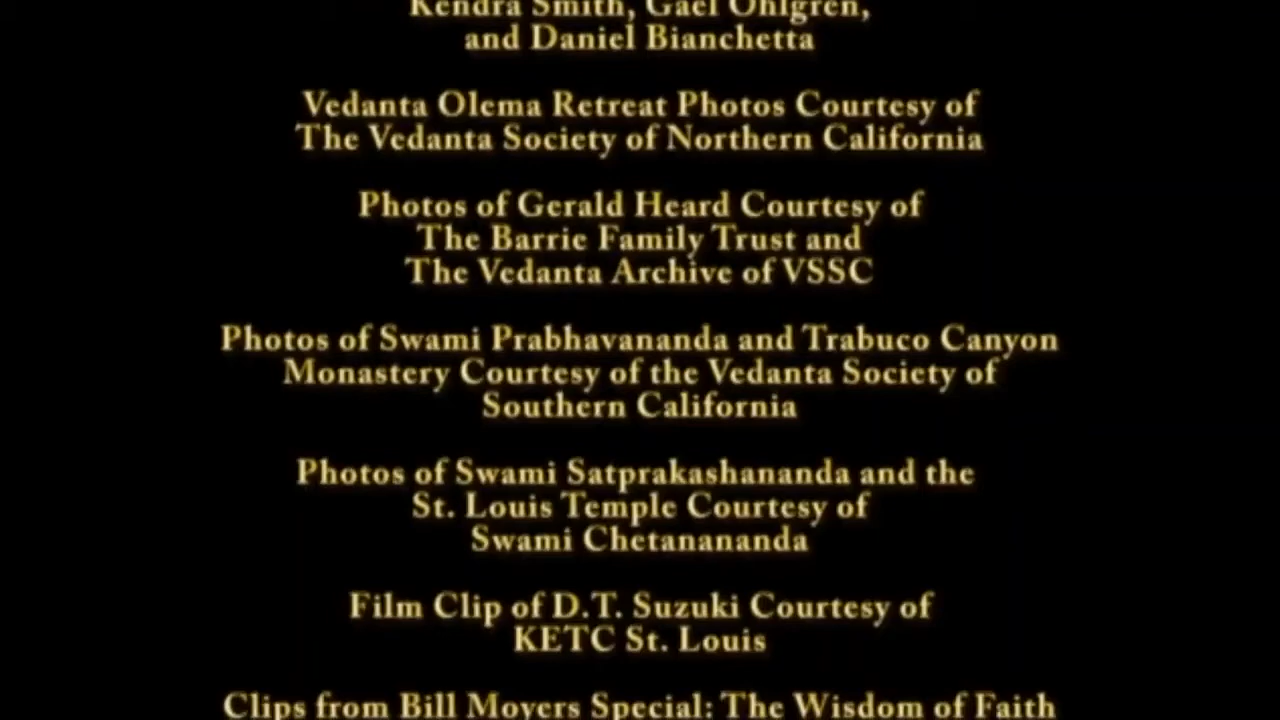 Kendra Smith, Gael Ohlgren,
and Daniel Bianchetta
Vedanta Olema Retreat Photos Courtesy of
The Vedanta Society of Northern California
Photos of Gerald Heard Courtesy of
The Barrie Family Trust and
The Vedanta Archive of VSSC
Photos of Swami Prabhavananda and Trabuco Canyon
Monastery Courtesy of the Vedanta Society of
Southern California
Photos of Swami Satprakashananda and the
St. Louis Temple Courtesy of
Swami Chetanananda
Film Clip of D.T. Suzuki Courtesy of
KETC St. Louis
Clips from Bill Moyers Special: The Wisdom of Faith